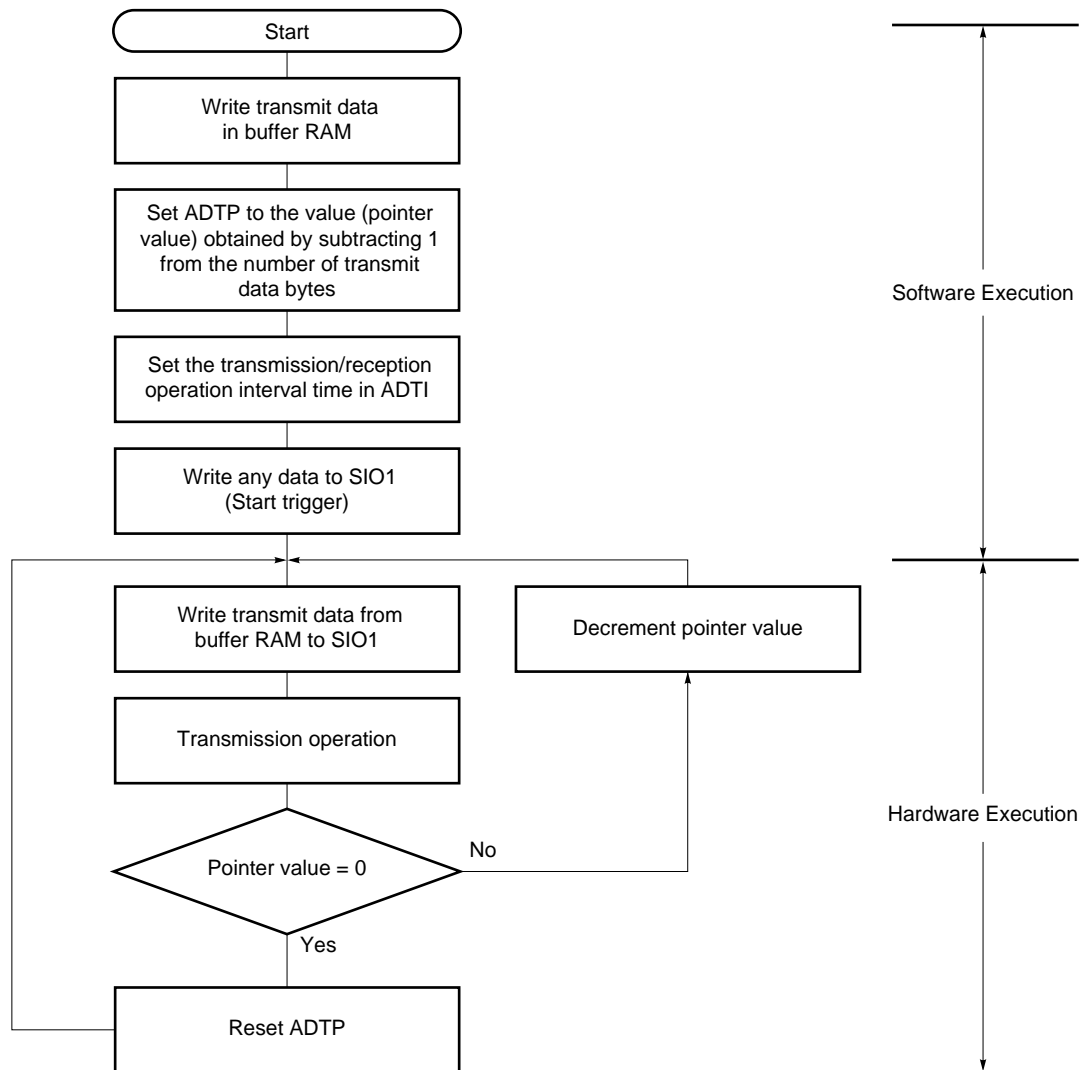 Start
Write transmit data
in buffer RAM
Set ADTP to the value (pointer
value) obtained by subtracting 1
from the number of transmit
data bytes
Software Execution
Set the transmission/reception
operation interval time in ADTI
Write any data to SIO1
(Start trigger)
Write transmit data from
buffer RAM to SIO1
Decrement pointer value
Transmission operation
Hardware Execution
Pointer value = 0
No
Yes
Reset ADTP